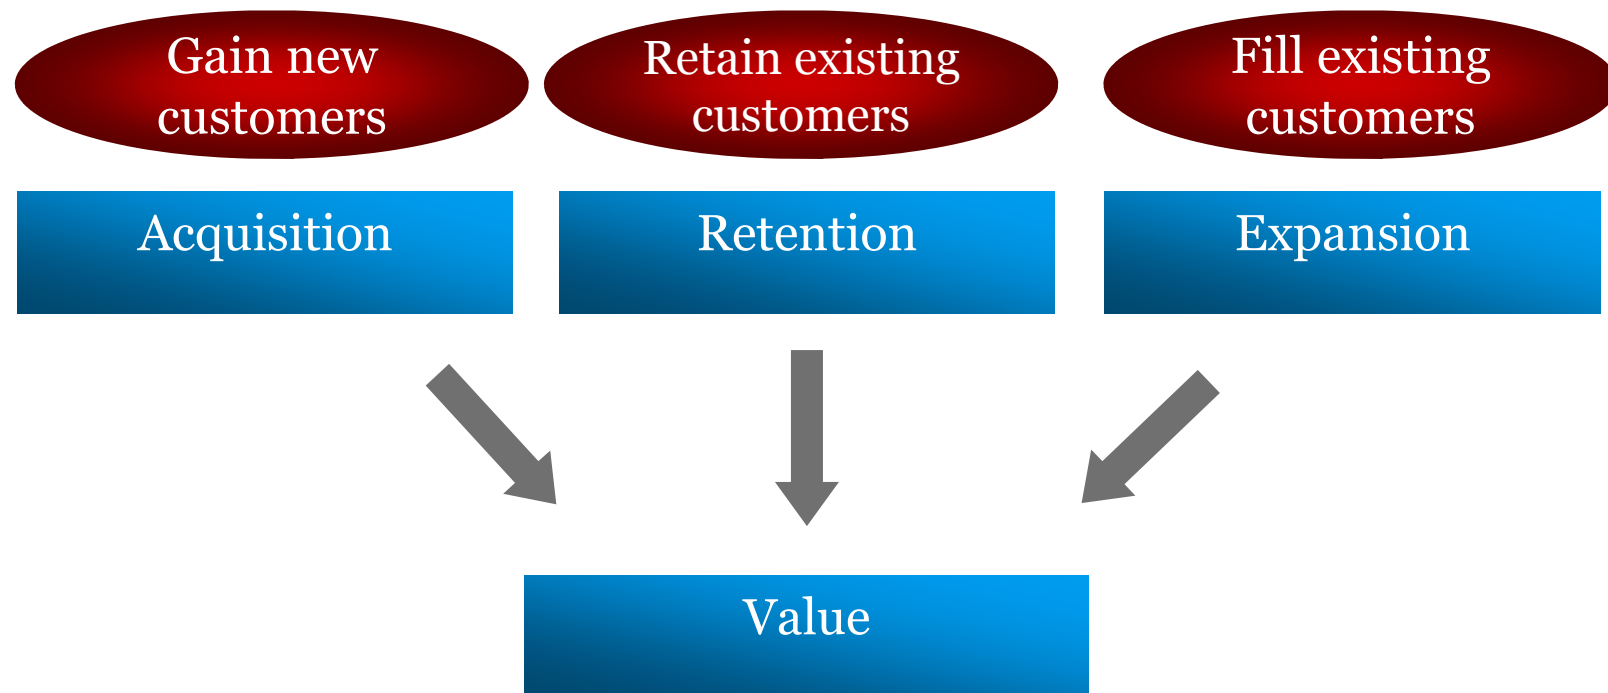 Gain new
customers
Retain existing
customers
Fill existing
customers
Acquisition
Retention
Expansion
Value